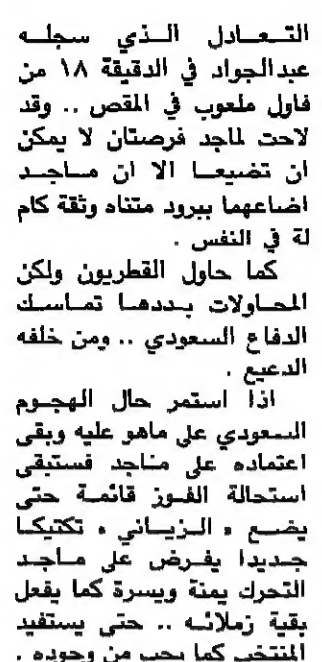 التعادل الذي سجله
عبدالجواد في الدقيقة ١٨ من
فاول ملعوب في المقص .. وقد
لاحت لماجد فرصتان لا يمكن
ان تضيعا الا ان ماجد
اضاعهما ببرود متناه وثقة كام
لة في النفس .
كما حاول القطريون ولكن
المحاولات بددها تماسك
الدفاع السعودي .. ومن خلفه
الدعيع .
اذا استمر حال الهجوم
السعودي على ماهو عليه وبقى
اعتماده على ماجد فستبقى
استحالة الفوز قائمة حتى
يضع « الزياني » تكتيكا
جديدا يفرض على ماجد
التحرك يمنة ويسرة كما يفعل
بقية زملائه .. حتى يستفيد
المنتخب كما يجب من وجوده .